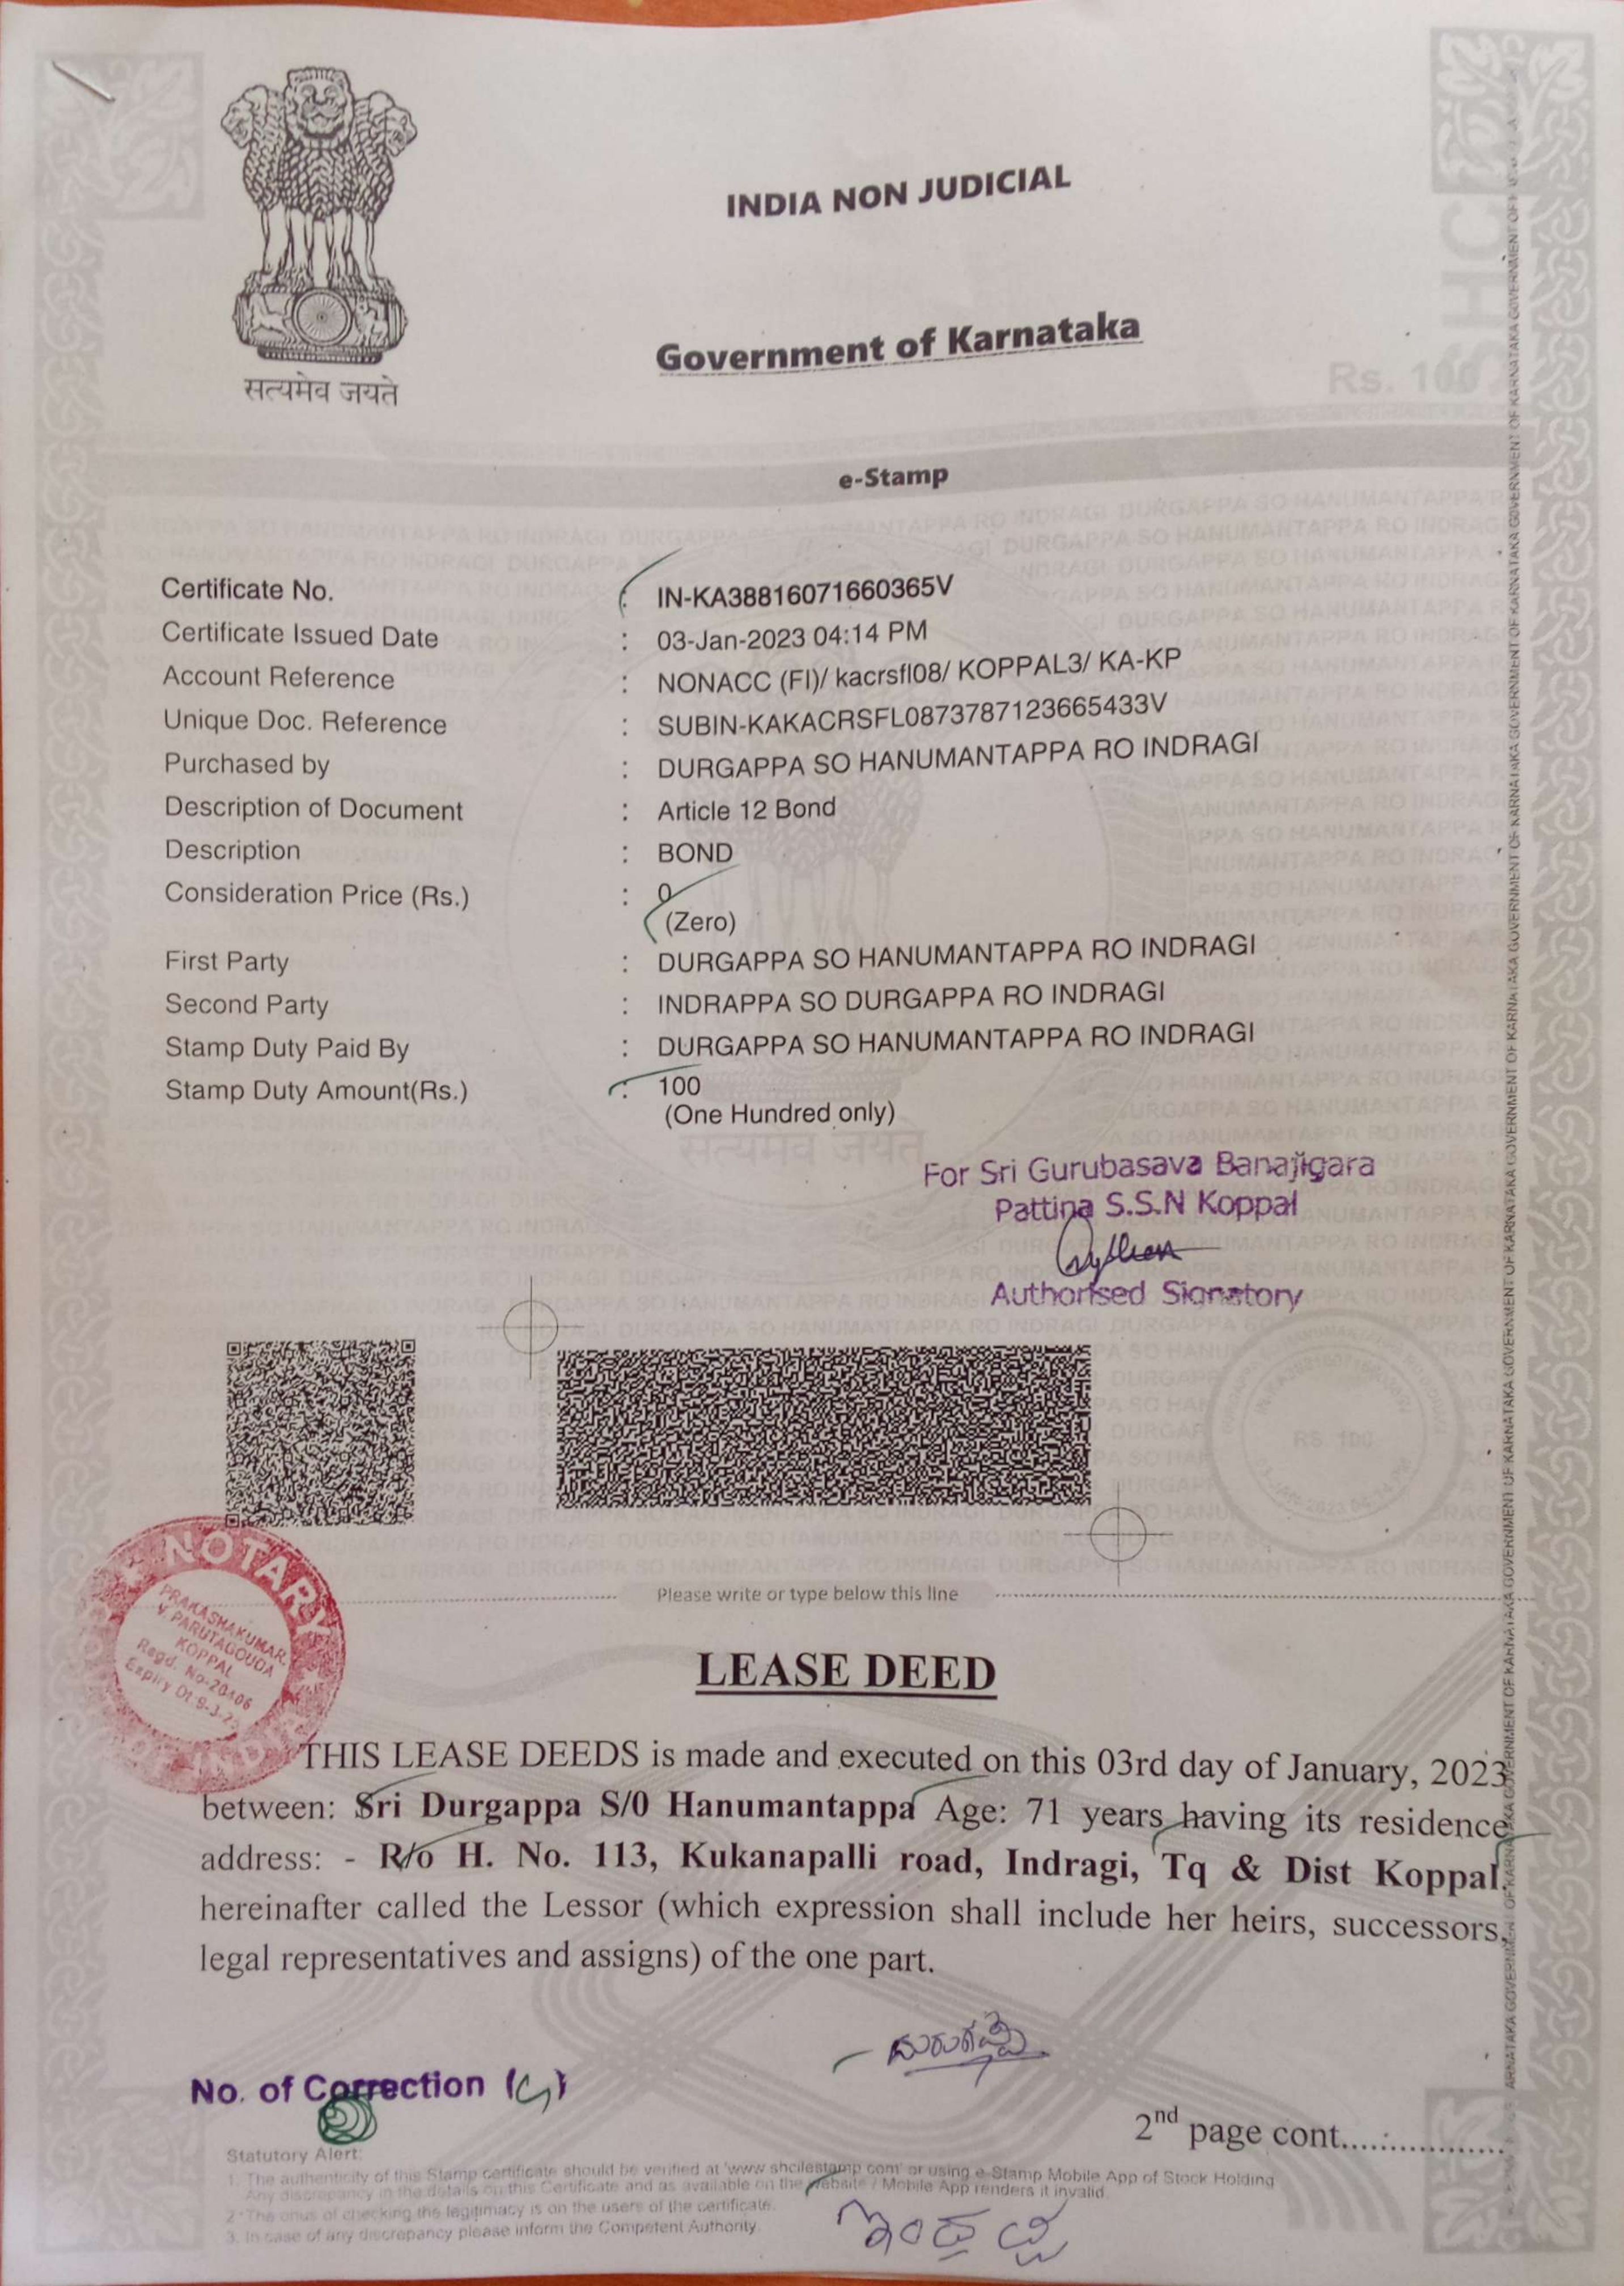 सत्यमेव जयते
INDIA NON JUDICIAL
Government of Karnataka
Rs. 100
e-Stamp
Certificate No. : IN-KA38816071660365V
Certificate Issued Date : 03-Jan-2023 04:14 PM
Account Reference : NONACC (FI)/ kacrsfl08/ KOPPAL3/ KA-KP
Unique Doc. Reference : SUBIN-KAKACRSFL0873787123665433V
Purchased by : DURGAPPA SO HANUMANTAPPA RO INDRAGI
Description of Document : Article 12 Bond
Description : BOND
Consideration Price (Rs.) : 0
(Zero)
First Party : DURGAPPA SO HANUMANTAPPA RO INDRAGI
Second Party : INDRAPPA SO DURGAPPA RO INDRAGI
Stamp Duty Paid By : DURGAPPA SO HANUMANTAPPA RO INDRAGI
Stamp Duty Amount(Rs.) : 100
(One Hundred only)
सत्यमेव जयते
For Sri Gurubasava Banajigara
Pattina S.S.N Koppal
Authorised Signatory
RS. 100
NOTARY
PRAKASHAKUMAR.
V. PARUTAGOUDA
KOPPAL
Regd. No-20406
Expiry Dt 9-3-2
Please write or type below this line
LEASE DEED
THIS LEASE DEEDS is made and executed on this 03rd day of January, 2023
between: Sri Durgappa S/0 Hanumantappa Age: 71 years having its residence
address: - R/o H. No. 113, Kukanapalli road, Indragi, Tq & Dist Koppal.
hereinafter called the Lessor (which expression shall include her heirs, successors,
legal representatives and assigns) of the one part.
No. of Correction ( )
2nd page cont.................
Statutory Alert:
1. The authenticity of this Stamp certificate should be verified at 'www.shcilestamp.com' or using e-Stamp Mobile App of Stock Holding
Any discrepancy in the details on this Certificate and as available on the website / Mobile App renders it invalid.
2. The onus of checking the legitimacy is on the users of the certificate.
3. In case of any discrepancy please inform the Competent Authority.